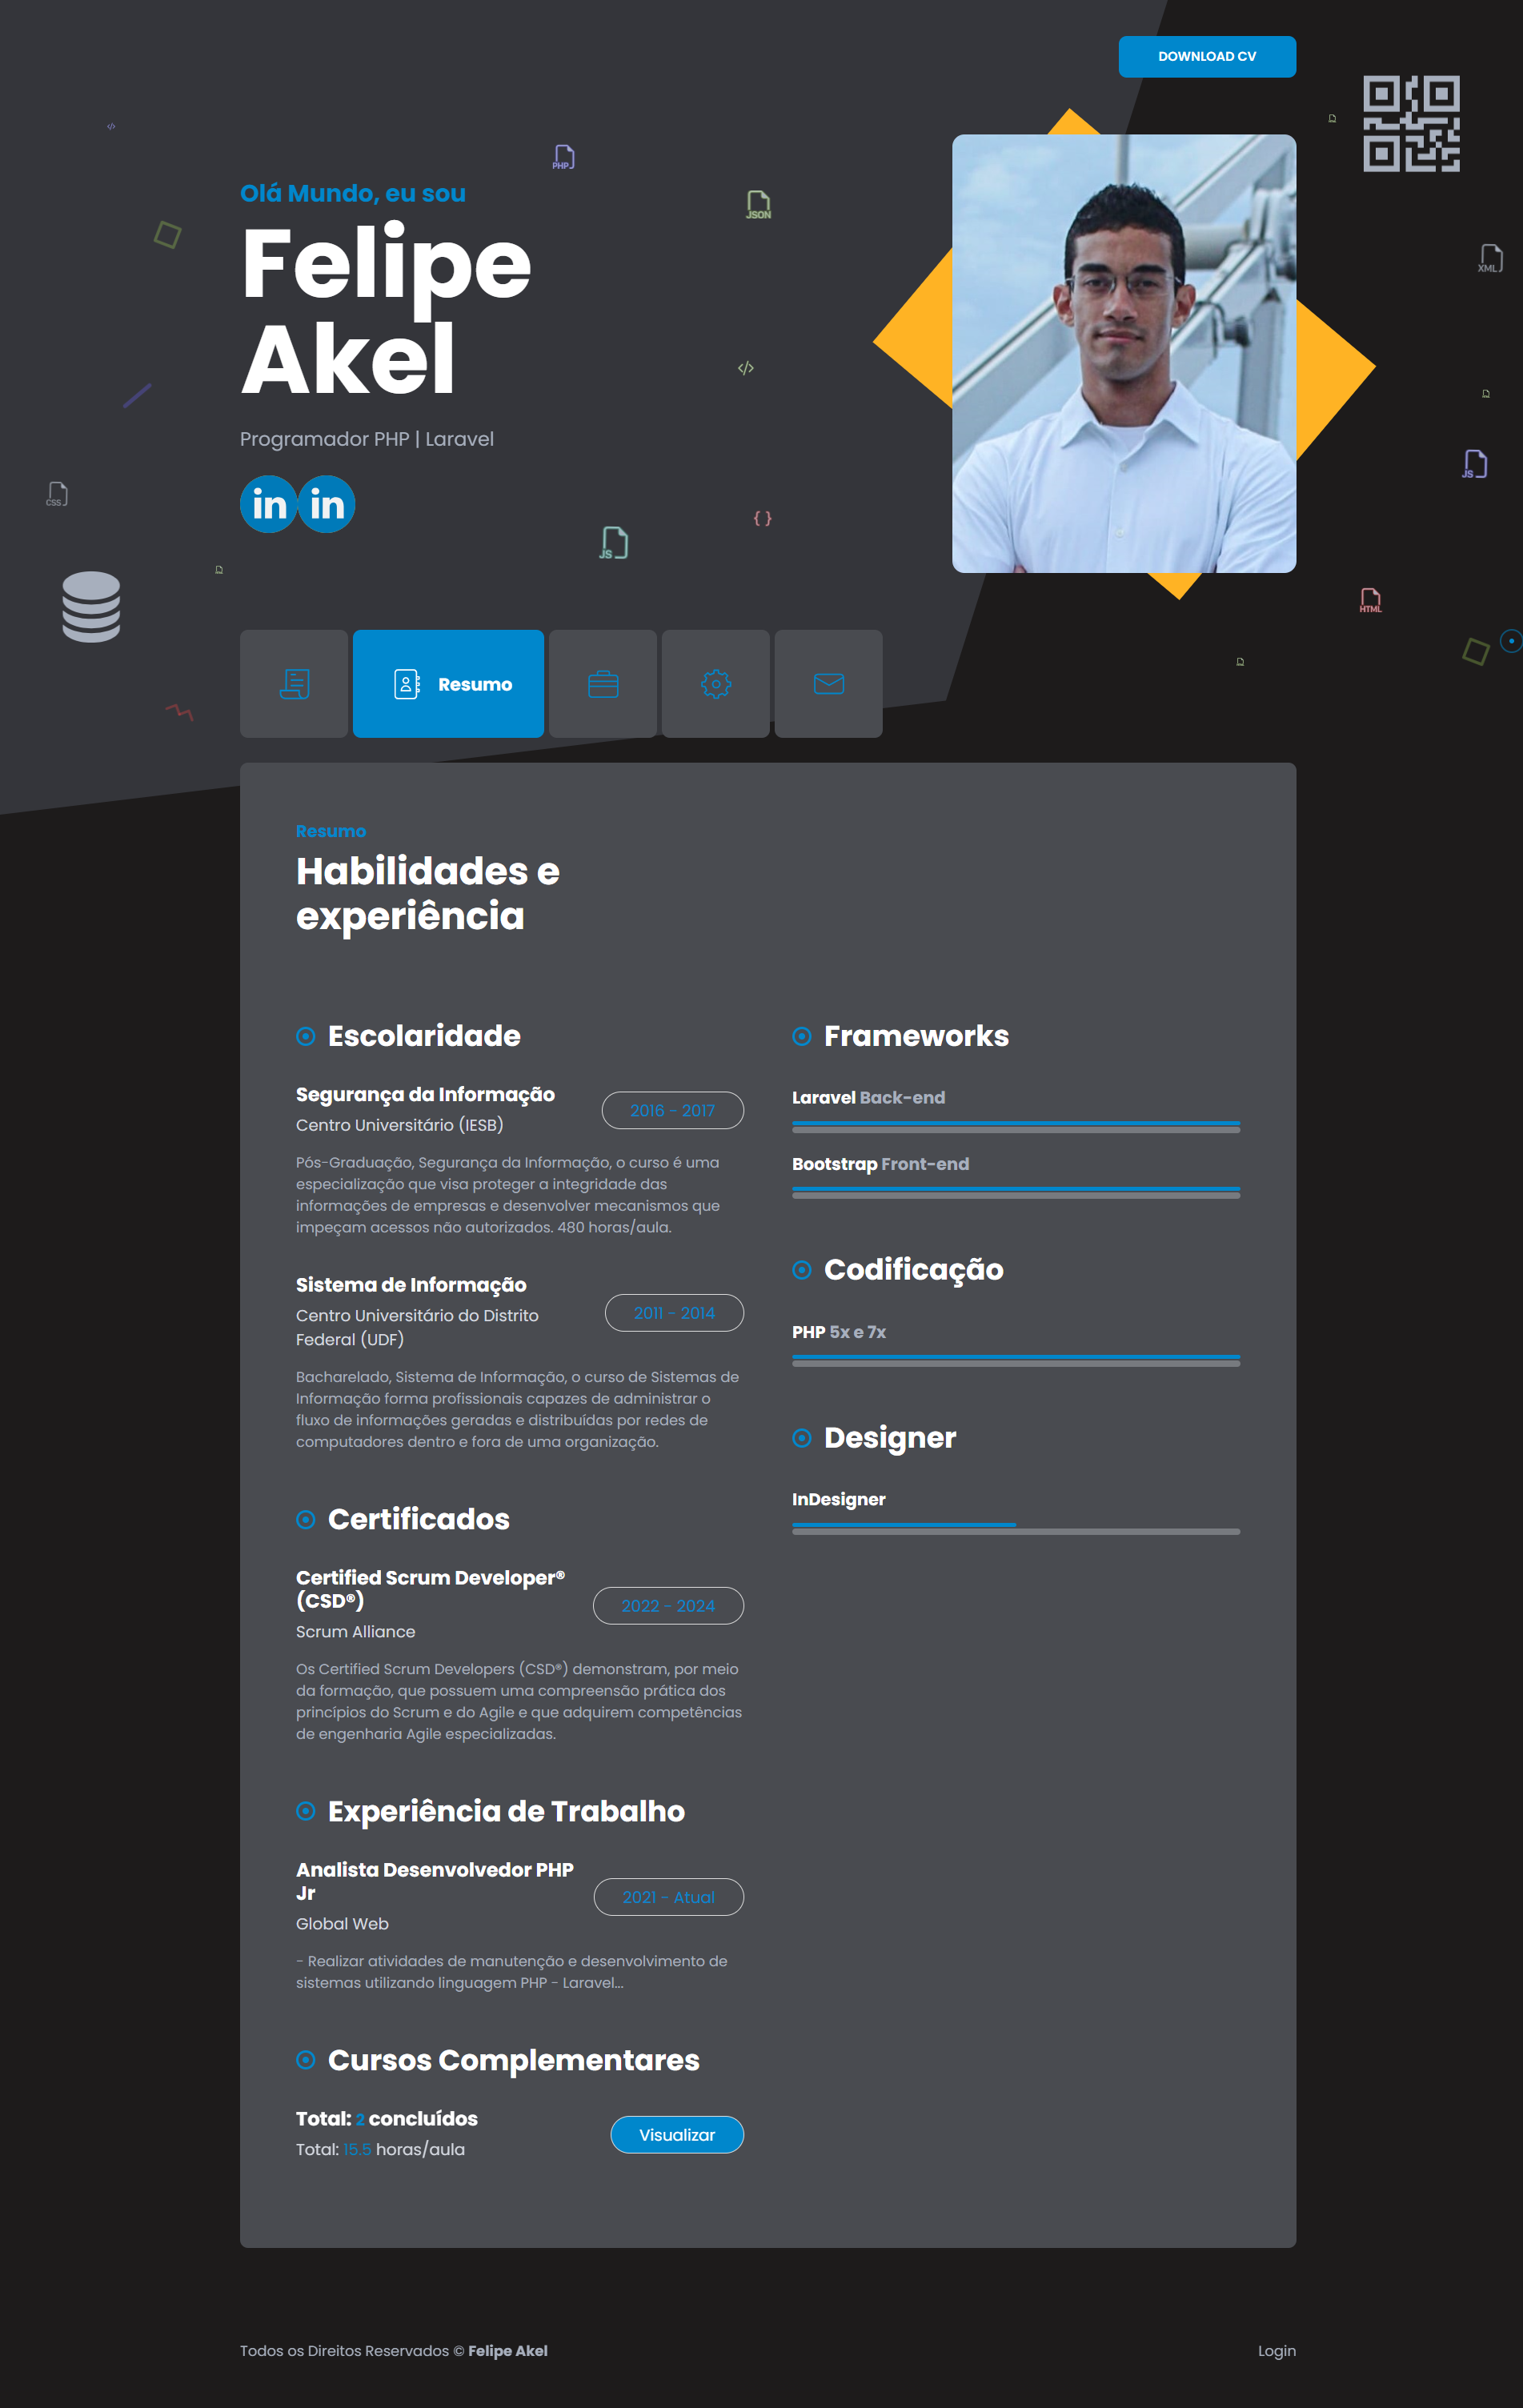 DOWNLOAD CV
PHP
Olá Mundo, eu sou
JSON
Felipe
XML
Akel
Programador PHP | Laravel
JS
CSS
in in
{ }
JS
HTML
Resumo
Resumo
Habilidades e
experiência
Escolaridade
Segurança da Informação
2016 - 2017
Centro Universitário (IESB)
Pós-Graduação, Segurança da Informação, o curso é uma
especialização que visa proteger a integridade das
informações de empresas e desenvolver mecanismos que
impeçam acessos não autorizados. 480 horas/aula.
Sistema de Informação
2011 - 2014
Centro Universitário do Distrito
Federal (UDF)
Bacharelado, Sistema de Informação, o curso de Sistemas de
Informação forma profissionais capazes de administrar o
fluxo de informações geradas e distribuídas por redes de
computadores dentro e fora de uma organização.
Certificados
Certified Scrum Developer®
(CSD®)
2022 - 2024
Scrum Alliance
Os Certified Scrum Developers (CSD®) demonstram, por meio
da formação, que possuem uma compreensão prática dos
princípios do Scrum e do Agile e que adquirem competências
de engenharia Agile especializadas.
Experiência de Trabalho
Analista Desenvolvedor PHP
Jr
2021 - Atual
Global Web
- Realizar atividades de manutenção e desenvolvimento de
sistemas utilizando linguagem PHP - Laravel...
Cursos Complementares
Total: 2 concluídos
Visualizar
Total: 15.5 horas/aula
Frameworks
Laravel Back-end
Bootstrap Front-end
Codificação
PHP 5x e 7x
Designer
InDesigner
Todos os Direitos Reservados © Felipe Akel
Login